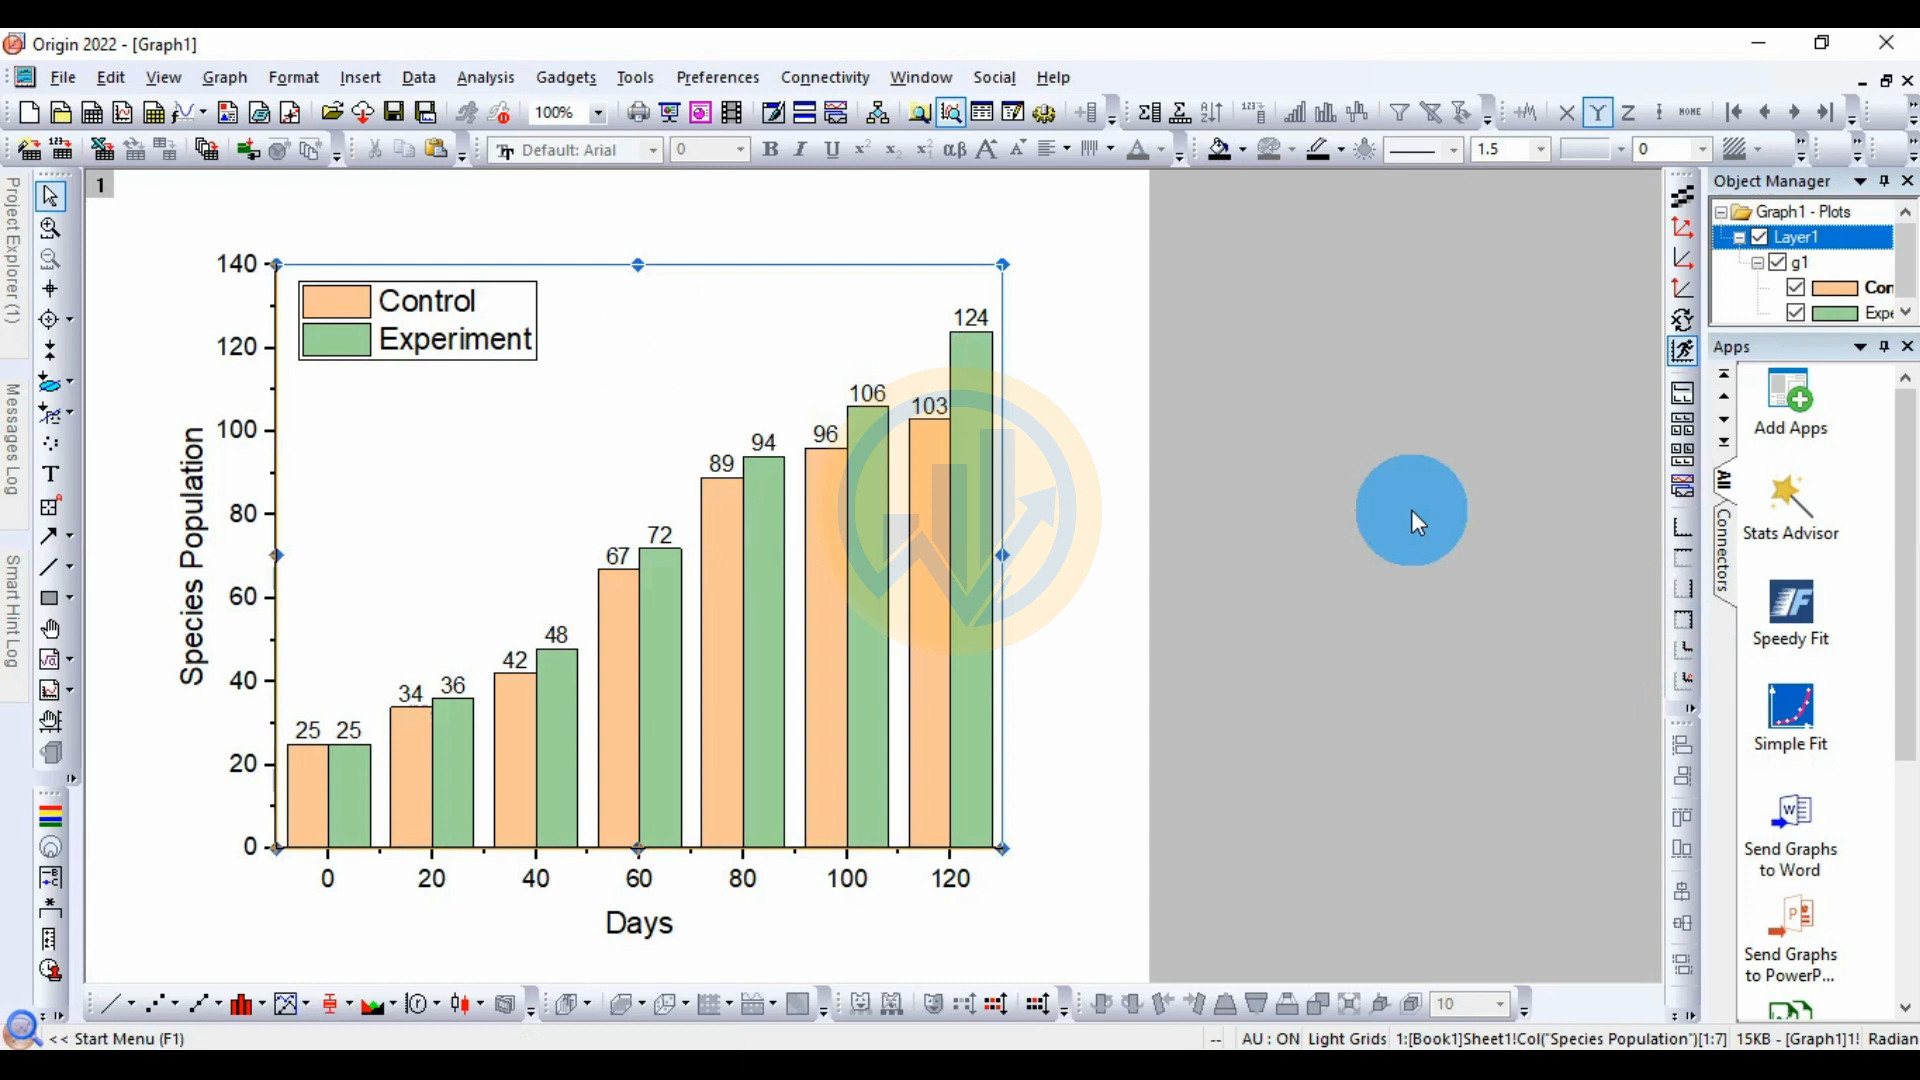 Origin 2022 - [Graph1]
File Edit View Graph Format Insert Data Analysis Gadgets Tools Preferences Connectivity Window Social Help
100%
X Y Z HOME
Default: Arial 0 B I U αβ A 1.5 0
Project Explorer (1)
Messages Log
Smart Hint Log
1
Control
Experiment
Species Population
140
120
100
80
60
40
20
0
25 25 34 36 42 48 67 72 89 94 96 106 103 124
0 20 40 60 80 100 120
Days
Object Manager
Graph1 - Plots
Layer1
g1
Con
Expe
Apps
All
Connectors
Add Apps
Stats Advisor
Speedy Fit
Simple Fit
Send Graphs
to Word
Send Graphs
to PowerP...
10
<< Start Menu (F1)
-- AU : ON Light Grids 1:[Book1]Sheet1!Col("Species Population")[1:7] 15KB - [Graph1]1! Radian